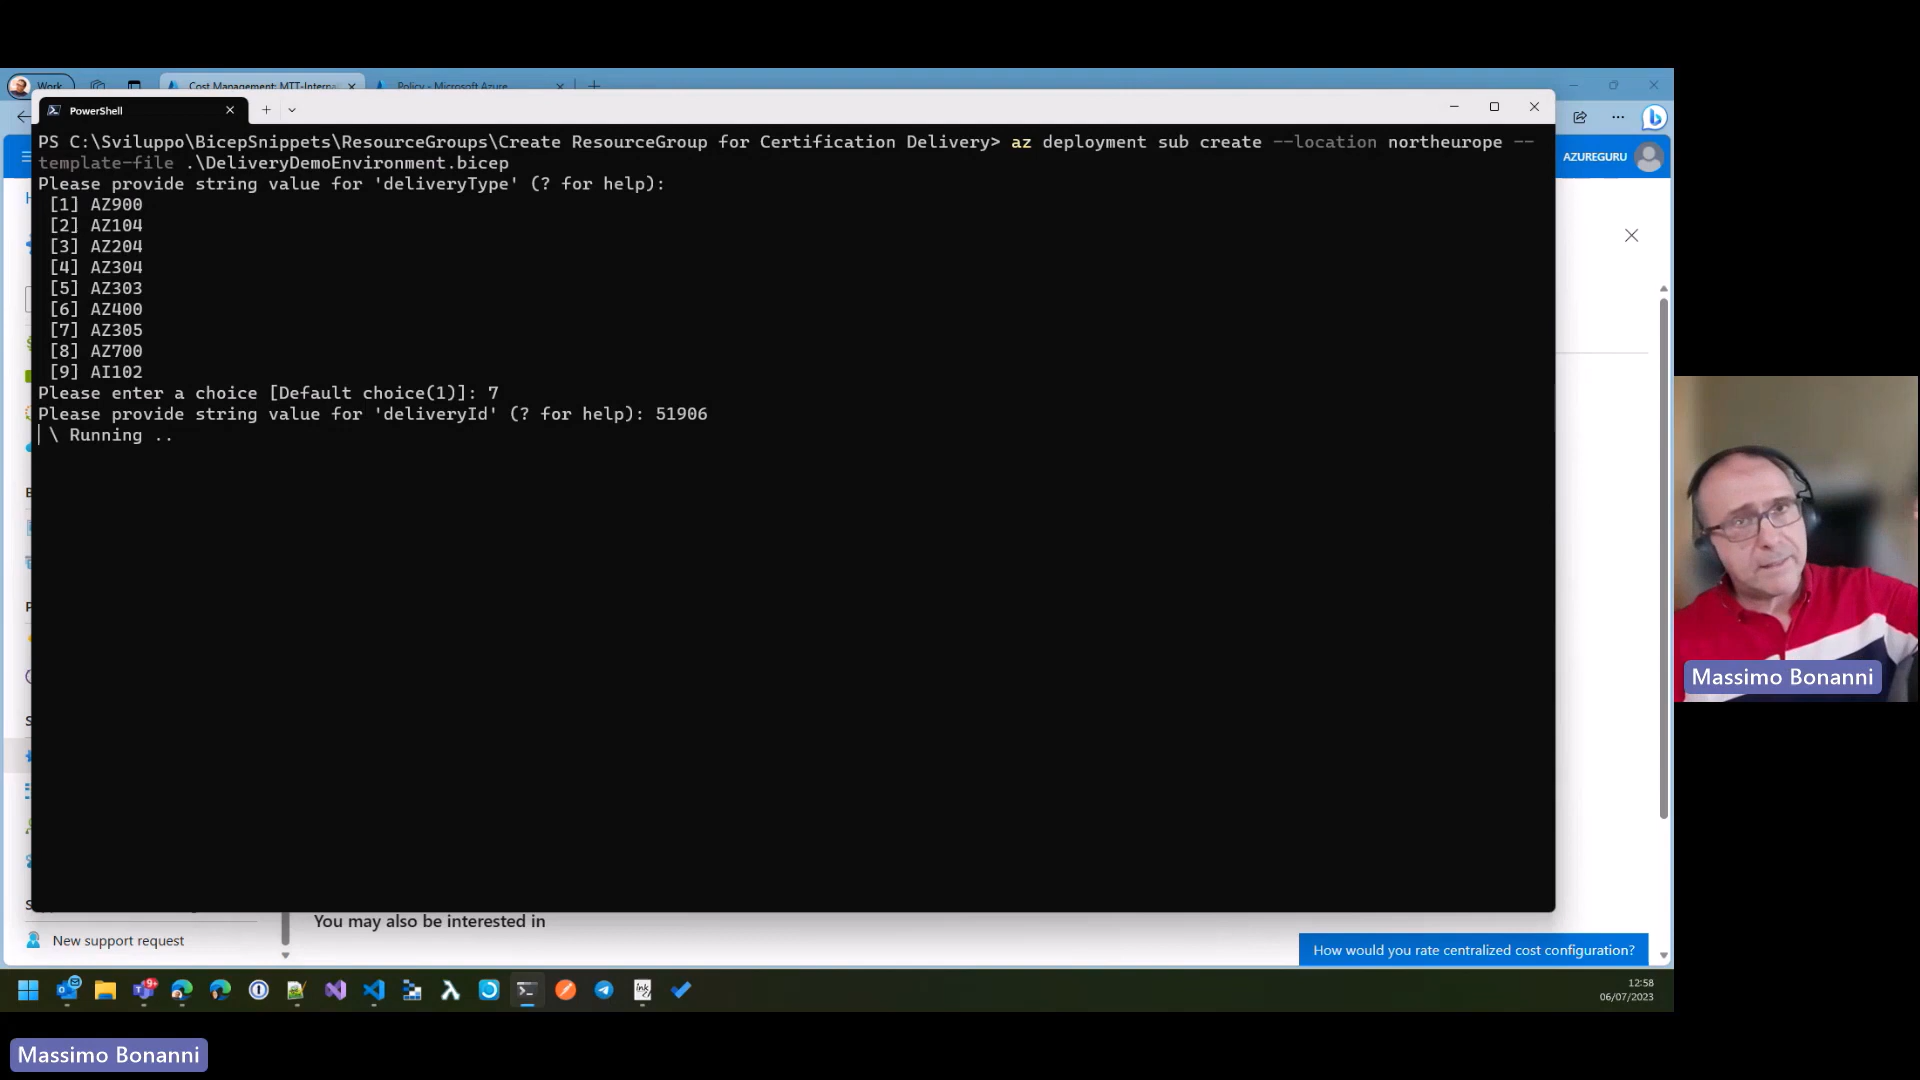 Work
Cost Management: MTT-Interna
Policy - Microsoft Azure
PowerShell
PS C:\Sviluppo\BicepSnippets\ResourceGroups\Create ResourceGroup for Certification Delivery> az deployment sub create --location northeurope --
template-file .\DeliveryDemoEnvironment.bicep
Please provide string value for 'deliveryType' (? for help):
[1] AZ900
[2] AZ104
[3] AZ204
[4] AZ304
[5] AZ303
[6] AZ400
[7] AZ305
[8] AZ700
[9] AI102
Please enter a choice [Default choice(1)]: 7
Please provide string value for 'deliveryId' (? for help): 51906
\ Running ..
AZUREGURU
Massimo Bonanni
You may also be interested in
New support request
How would you rate centralized cost configuration?
12:58
06/07/2023
Massimo Bonanni